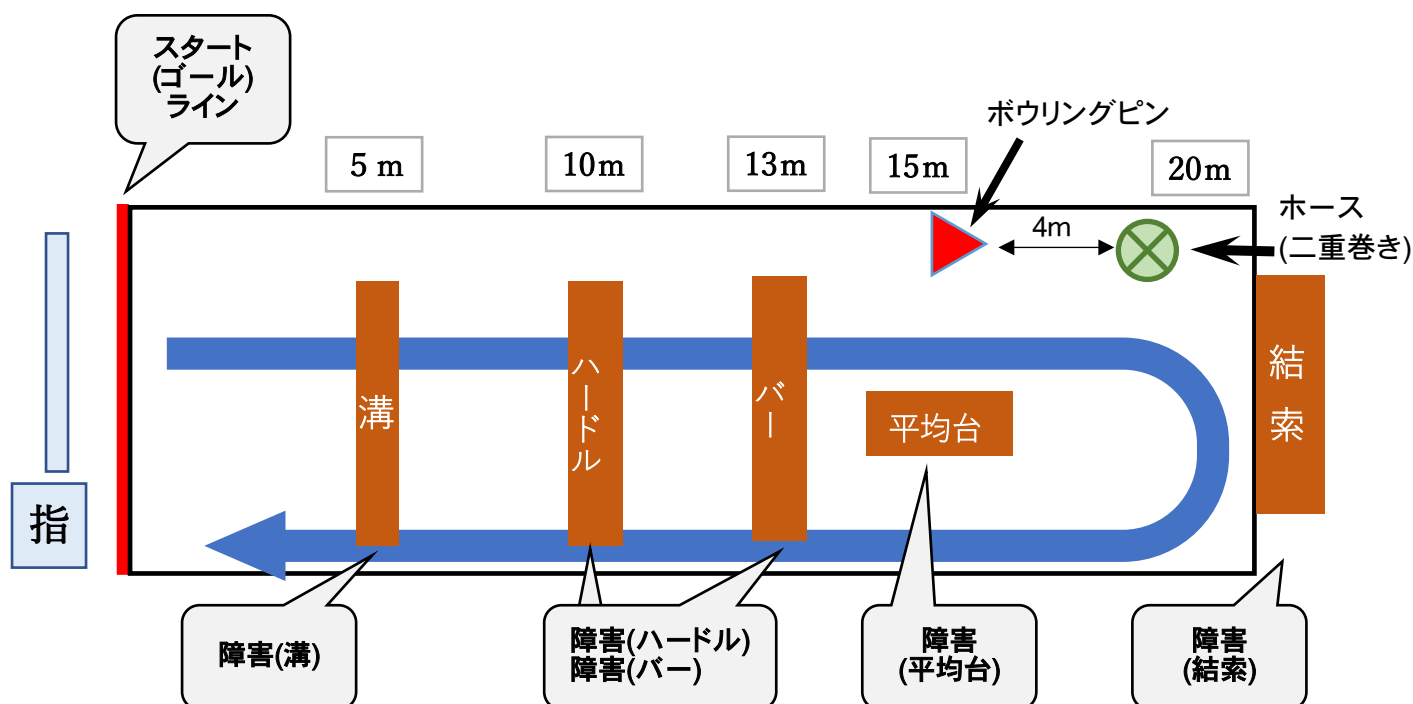 スタート
(ゴール)
ライン
ボウリングピン
5 m
10m
13m
15m
20m
ホース
(二重巻き)
4m
溝
ハードル
バー
平均台
結
索
指
障害(溝)
障害(ハードル)
障害(バー)
障害
(平均台)
障害
(結索)